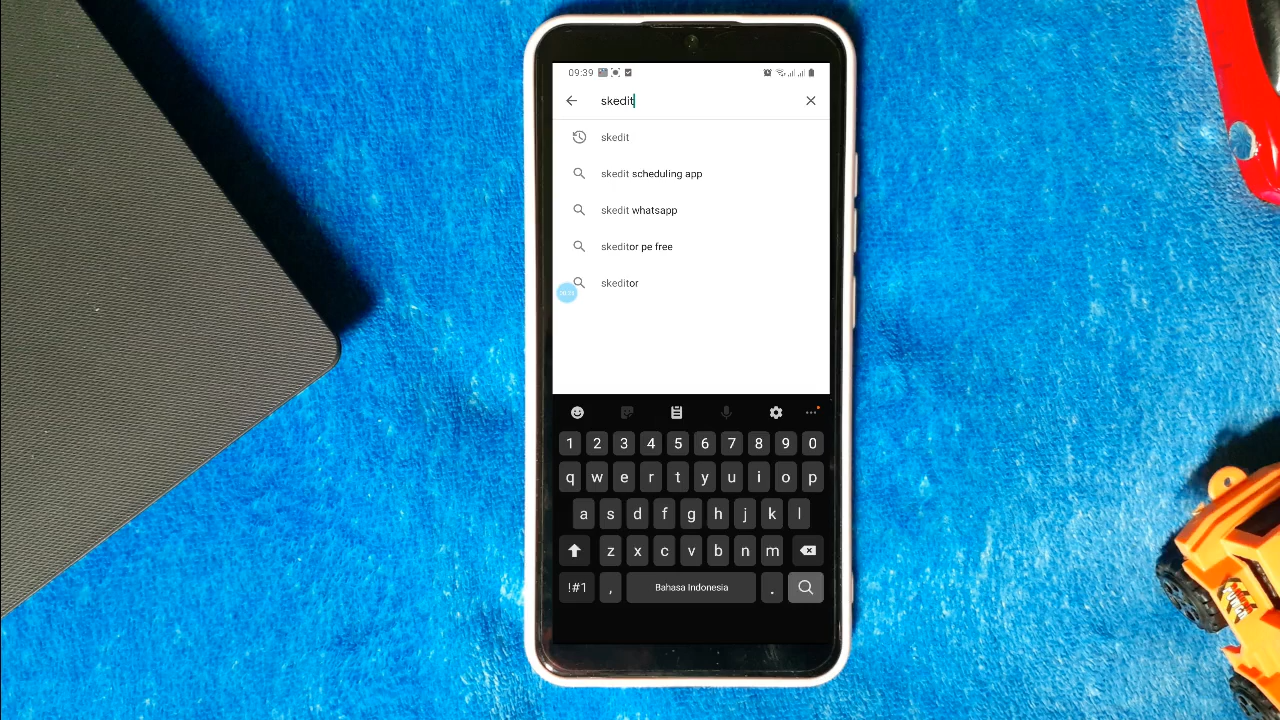 09:39
skedit
skedit
skedit scheduling app
skedit whatsapp
skeditor pe free
skeditor
1 2 3 4 5 6 7 8 9 0
q w e r t y u i o p
a s d f g h j k l
z x c v b n m
!#1 , Bahasa Indonesia .